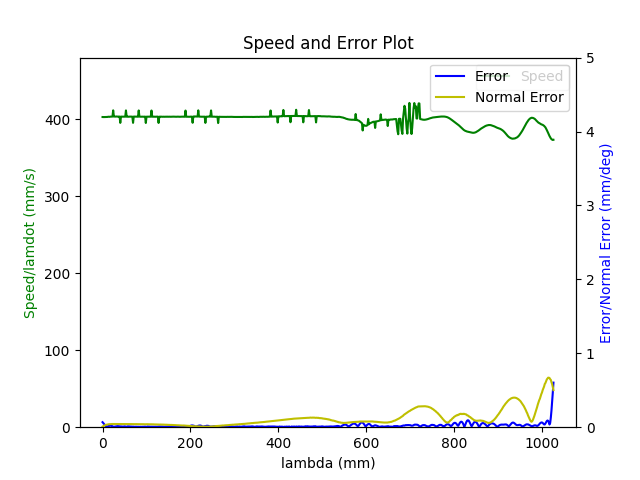 Speed and Error Plot
Error
Speed
Normal Error
400
300
200
100
0
5
4
3
2
1
0
0 200 400 600 800 1000
lambda (mm)
Speed/lamdot (mm/s)
Error/Normal Error (mm/deg)